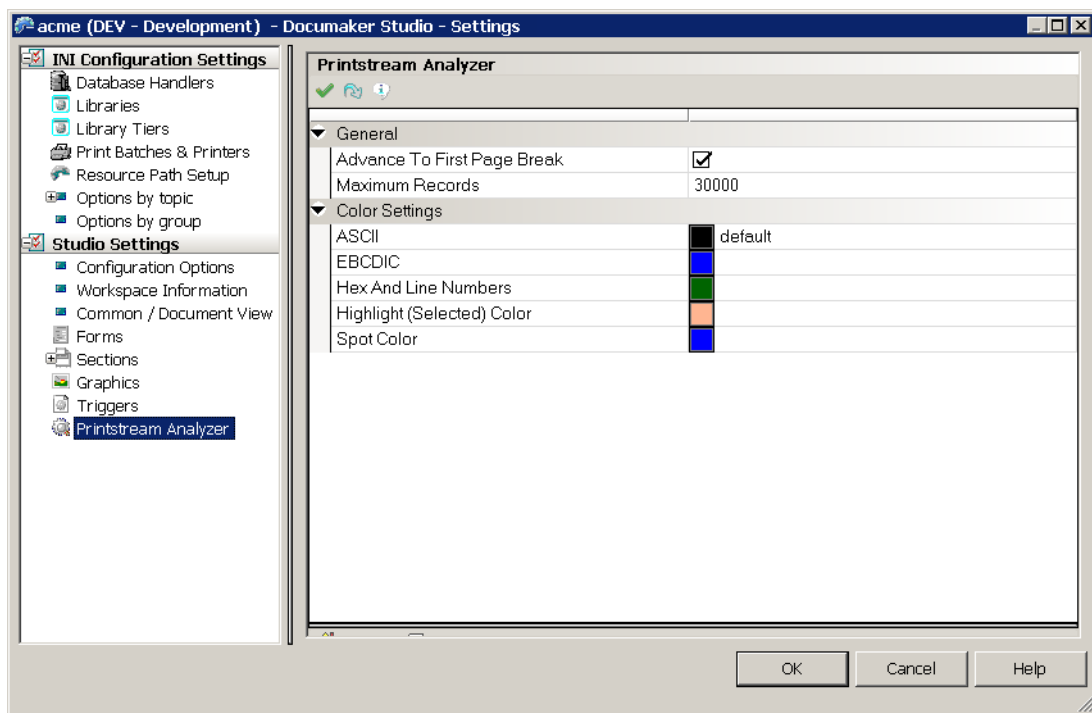 acme (DEV - Development)  - Documaker Studio - Settings
INI Configuration Settings
Database Handlers
Libraries
Library Tiers
Print Batches & Printers
Resource Path Setup
Options by topic
Options by group
Studio Settings
Configuration Options
Workspace Information
Common / Document View
Forms
Sections
Graphics
Triggers
Printstream Analyzer
Printstream Analyzer
General
Advance To First Page Break
Maximum Records 30000
Color Settings
ASCII default
EBCDIC
Hex And Line Numbers
Highlight (Selected) Color
Spot Color
OK Cancel Help